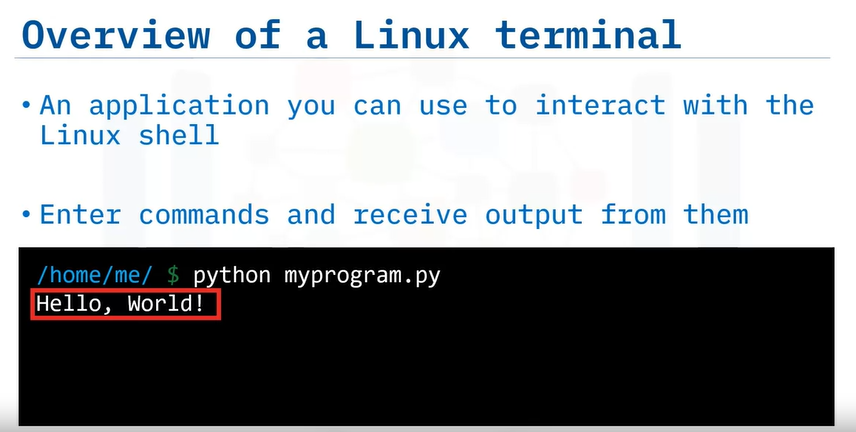 Overview of a Linux terminal
• An application you can use to interact with the
Linux shell
• Enter commands and receive output from them
/home/me/ $ python myprogram.py
Hello, World!